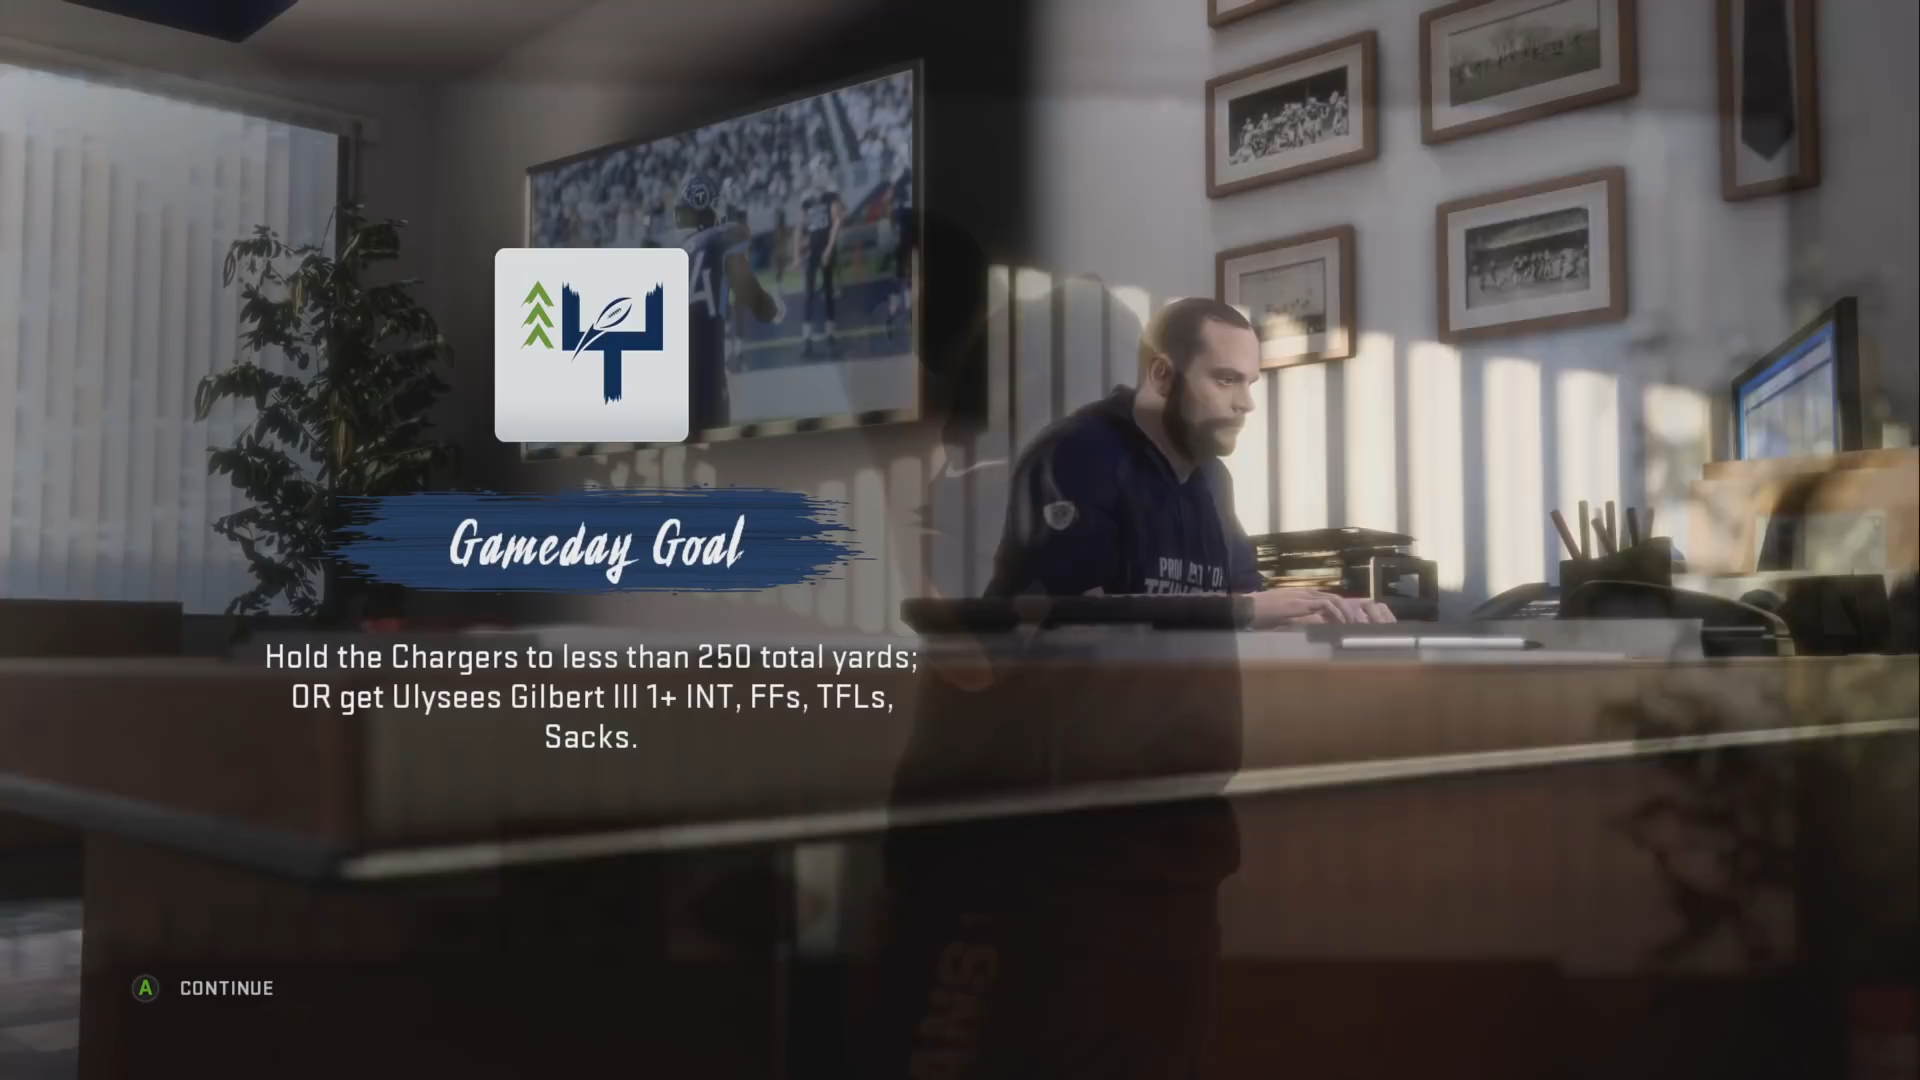 Gameday Goal
Hold the Chargers to less than 250 total yards;
OR get Ulysees Gilbert III 1+ INT, FFs, TFLs,
Sacks.
A CONTINUE